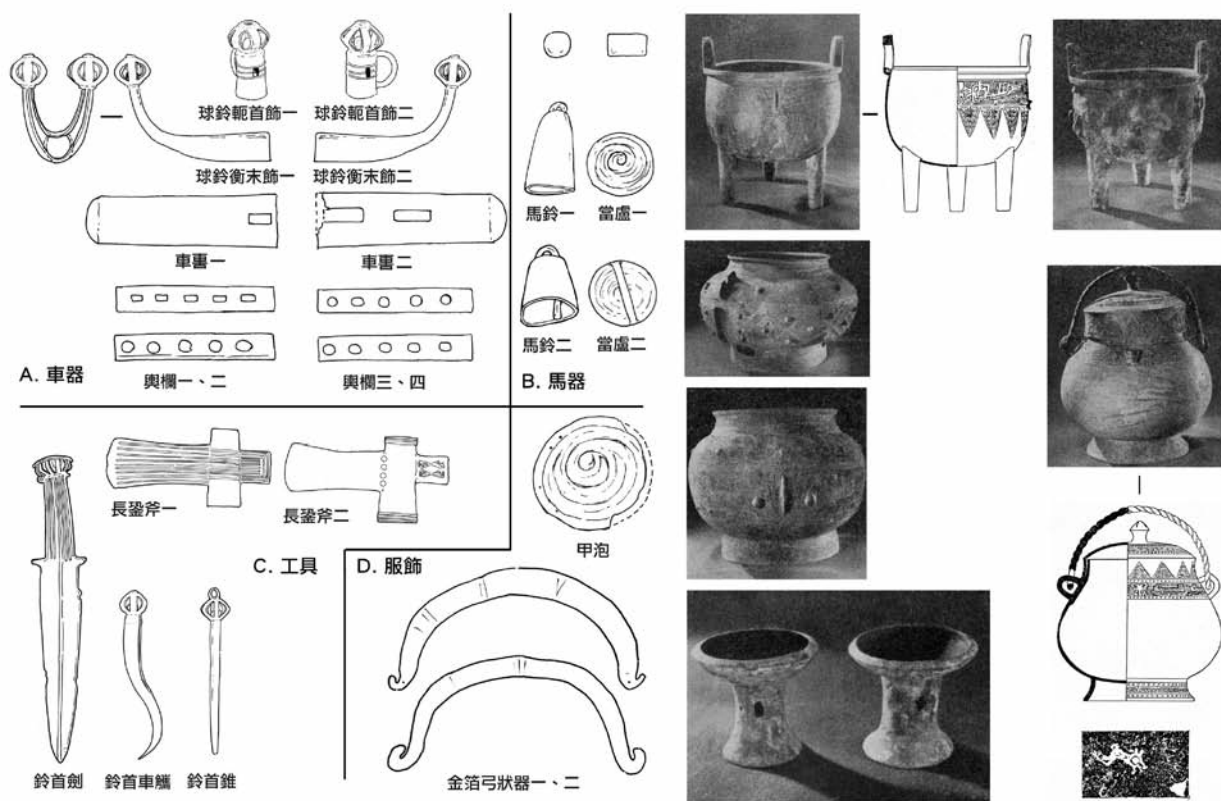 球鈴軛首飾一
球鈴軛首飾二
球鈴衡末飾一
球鈴衡末飾二
車軎一
車軎二
A. 車器
輿欄一、二
輿欄三、四
馬鈴一
當盧一
馬鈴二
當盧二
B. 馬器
長銎斧一
長銎斧二
C. 工具
鈴首劍
鈴首車觿
鈴首錐
甲泡
D. 服飾
金箔弓狀器一、二